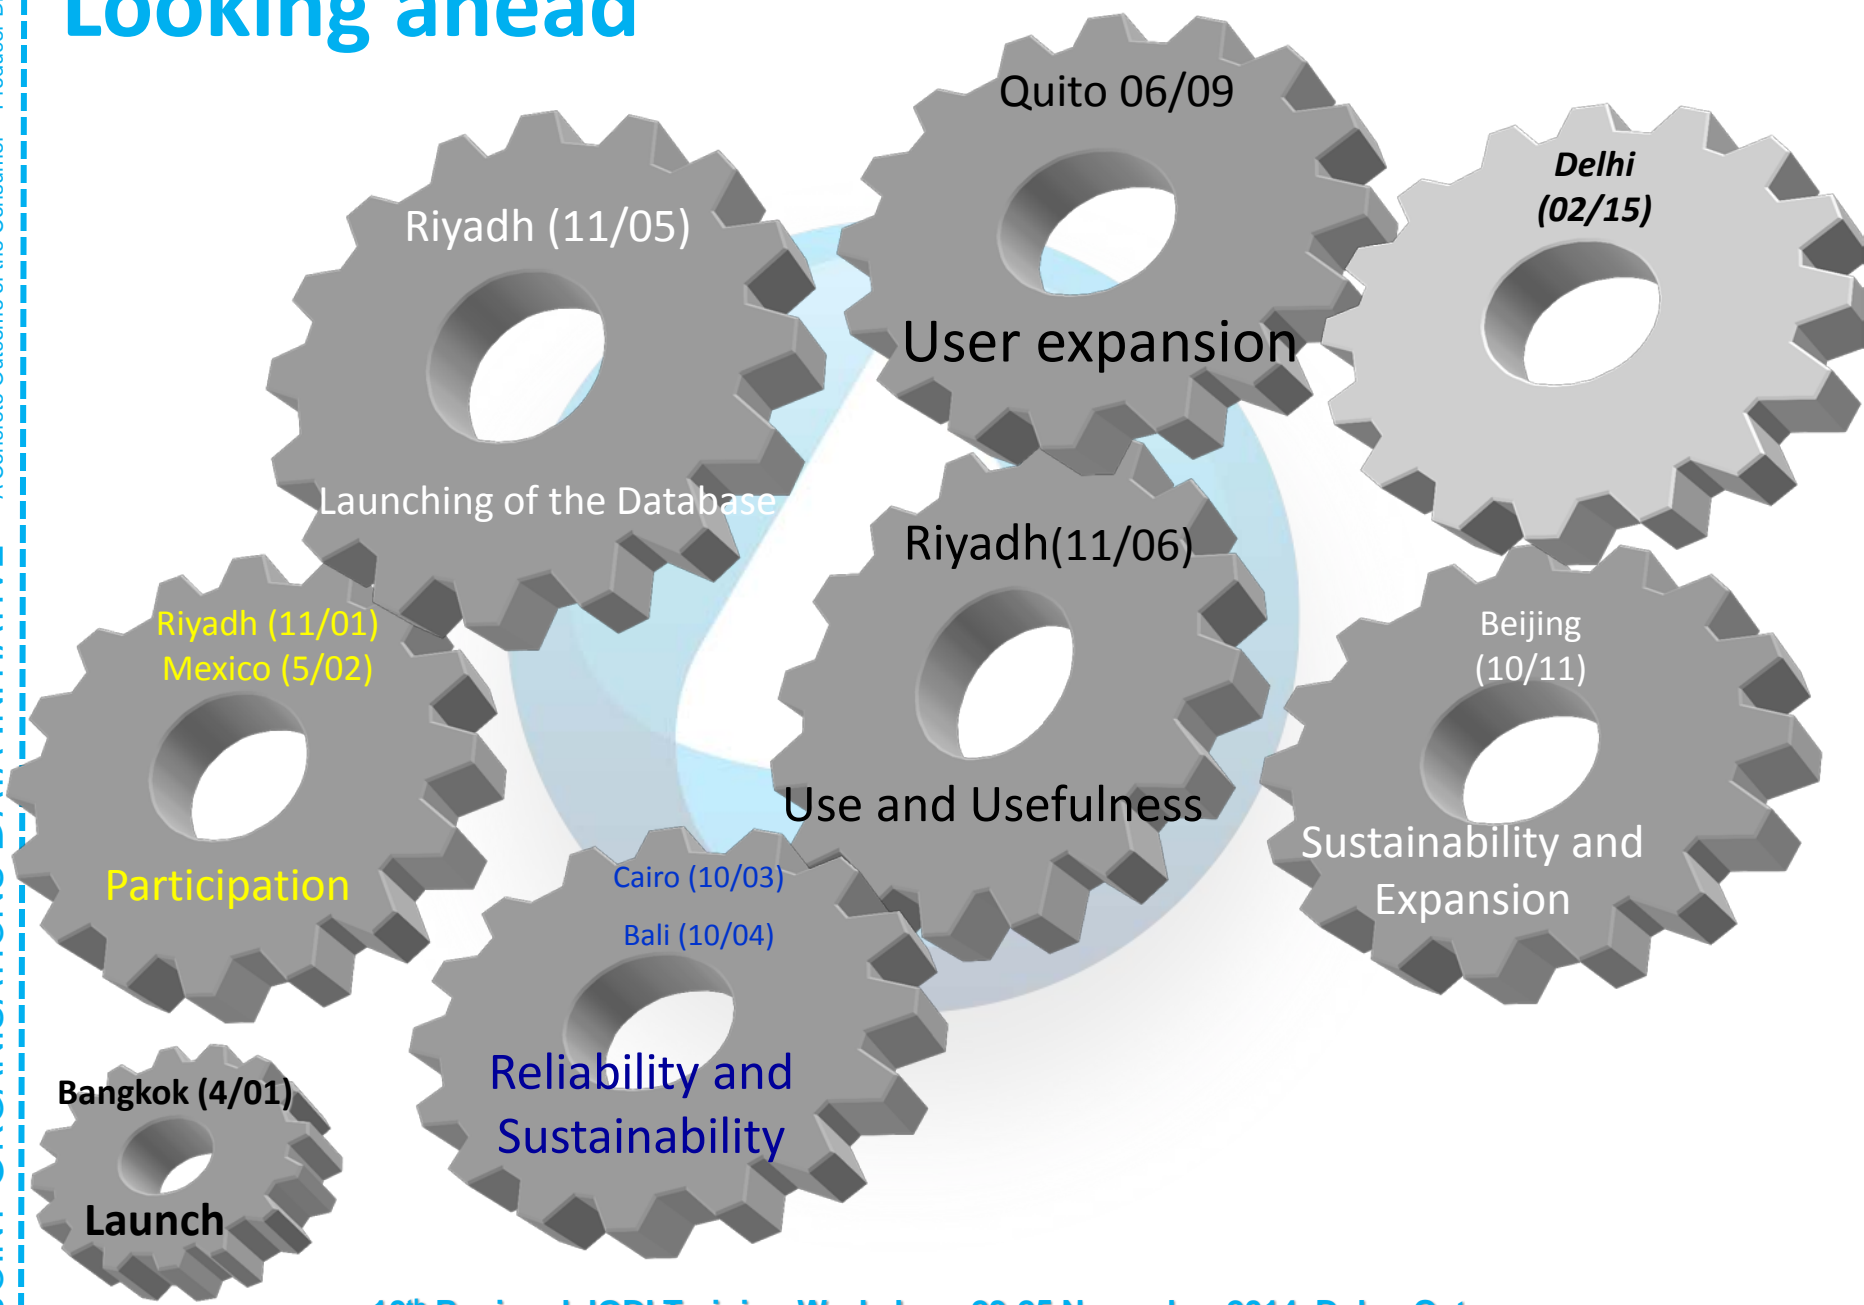 Looking ahead
Quito 06/09
User expansion
Delhi
(02/15)
Riyadh (11/05)
Launching of the Database
Riyadh(11/06)
Use and Usefulness
Riyadh (11/01)
Mexico (5/02)
Participation
Beijing
(10/11)
Sustainability and
Expansion
Cairo (10/03)
Bali (10/04)
Reliability and
Sustainability
Bangkok (4/01)
Launch